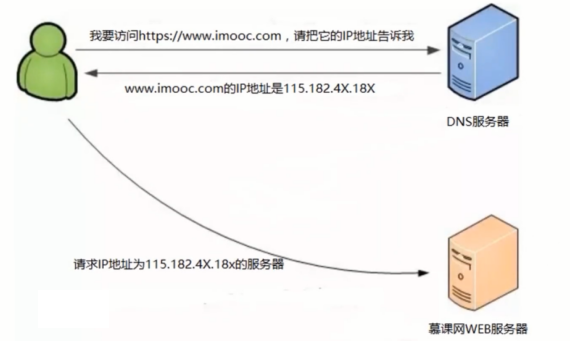 我要访问https://www.imooc.com，请把它的IP地址告诉我
www.imooc.com的IP地址是115.182.4X.18X
DNS服务器
请求IP地址为115.182.4X.18x的服务器
慕课网WEB服务器